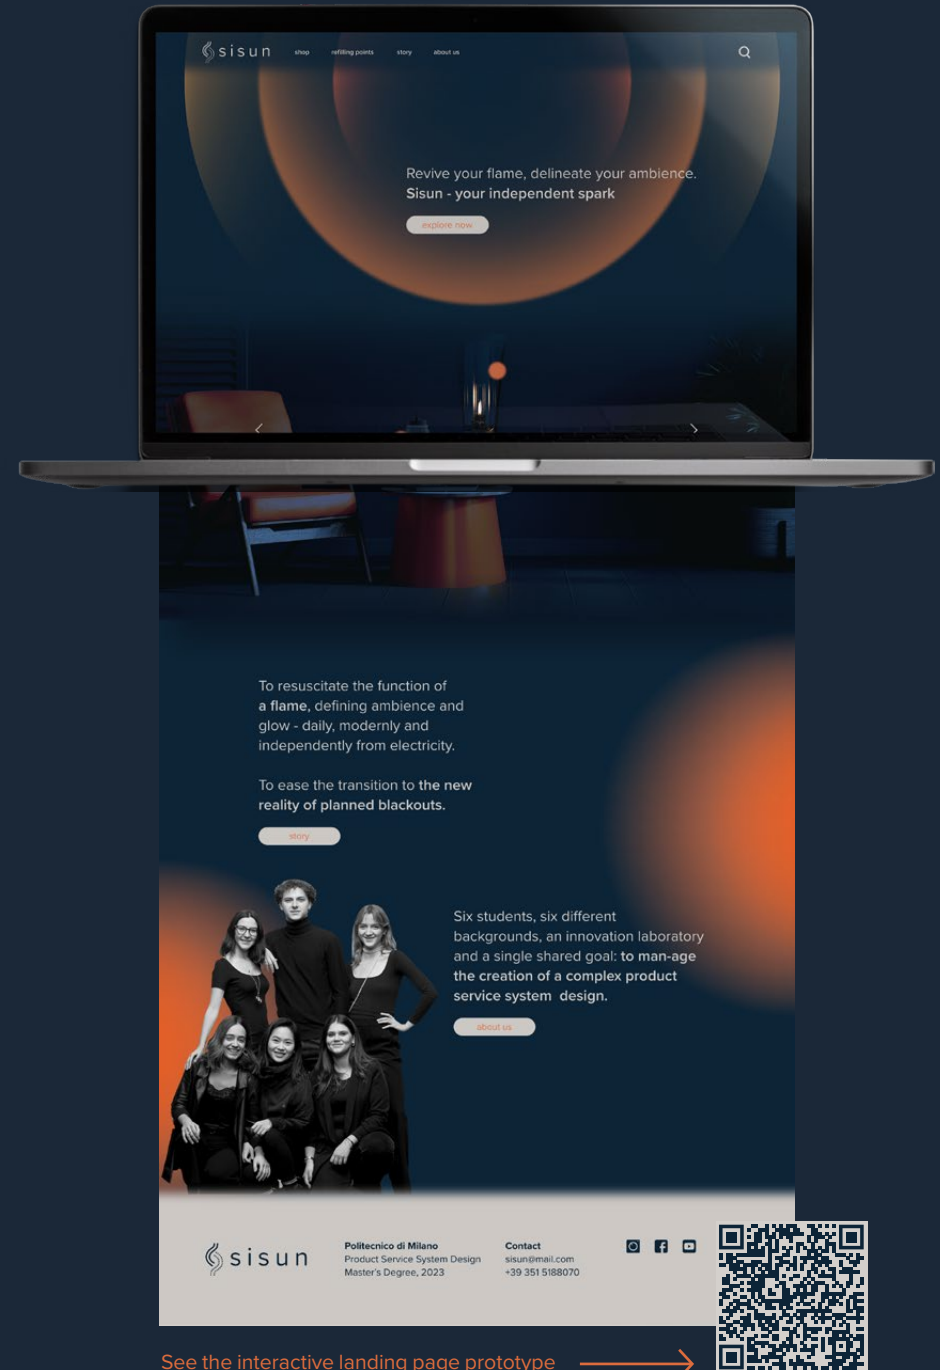 sisun shop refilling points story about us
Revive your flame, delineate your ambience.
Sisun - your independent spark
explore now
To resuscitate the function of
a flame, defining ambience and
glow - daily, modernly and
independently from electricity.
To ease the transition to the new
reality of planned blackouts.
story
Six students, six different
backgrounds, an innovation laboratory
and a single shared goal: to man-age
the creation of a complex product
service system design.
about us
sisun
Politecnico di Milano
Product Service System Design
Master's Degree, 2023
Contact
sisun@mail.com
+39 351 5188070
See the interactive landing page prototype